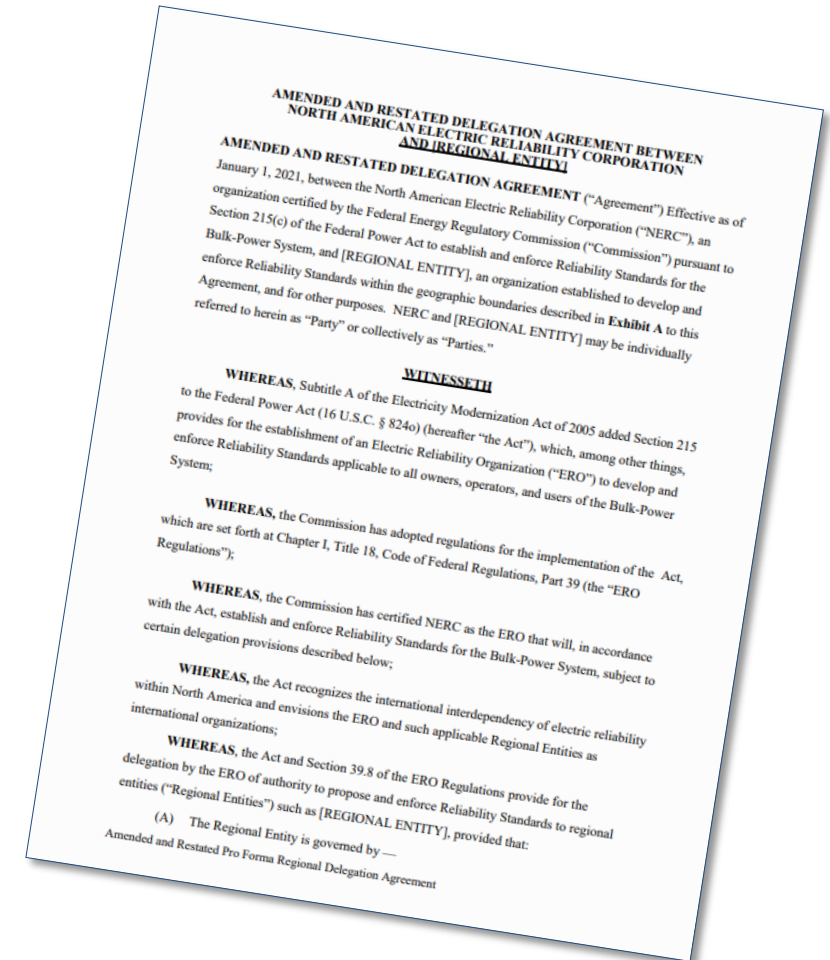 AMENDED AND RESTATED DELEGATION AGREEMENT BETWEEN
NORTH AMERICAN ELECTRIC RELIABILITY CORPORATION
AND [REGIONAL ENTITY]
AMENDED AND RESTATED DELEGATION AGREEMENT (“Agreement”) Effective as of
January 1, 2021, between the North American Electric Reliability Corporation (“NERC”), an
organization certified by the Federal Energy Regulatory Commission (“Commission”) pursuant to
Section 215(c) of the Federal Power Act to establish and enforce Reliability Standards for the
Bulk-Power System, and [REGIONAL ENTITY], an organization established to develop and
enforce Reliability Standards within the geographic boundaries described in Exhibit A to this
Agreement, and for other purposes. NERC and [REGIONAL ENTITY] may be individually
referred to herein as “Party” or collectively as “Parties.”
WITNESSETH
WHEREAS, Subtitle A of the Electricity Modernization Act of 2005 added Section 215
to the Federal Power Act (16 U.S.C. § 824o) (hereafter “the Act”), which, among other things,
provides for the establishment of an Electric Reliability Organization (“ERO”) to develop and
enforce Reliability Standards applicable to all owners, operators, and users of the Bulk-Power
System;
WHEREAS, the Commission has adopted regulations for the implementation of the Act,
which are set forth at Chapter I, Title 18, Code of Federal Regulations, Part 39 (the “ERO
Regulations”);
WHEREAS, the Commission has certified NERC as the ERO that will, in accordance
with the Act, establish and enforce Reliability Standards for the Bulk-Power System, subject to
certain delegation provisions described below;
WHEREAS, the Act recognizes the international interdependency of electric reliability
within North America and envisions the ERO and such applicable Regional Entities as
international organizations;
WHEREAS, the Act and Section 39.8 of the ERO Regulations provide for the
delegation by the ERO of authority to propose and enforce Reliability Standards to regional
entities (“Regional Entities”) such as [REGIONAL ENTITY], provided that:
(A) The Regional Entity is governed by —
Amended and Restated Pro Forma Regional Delegation Agreement